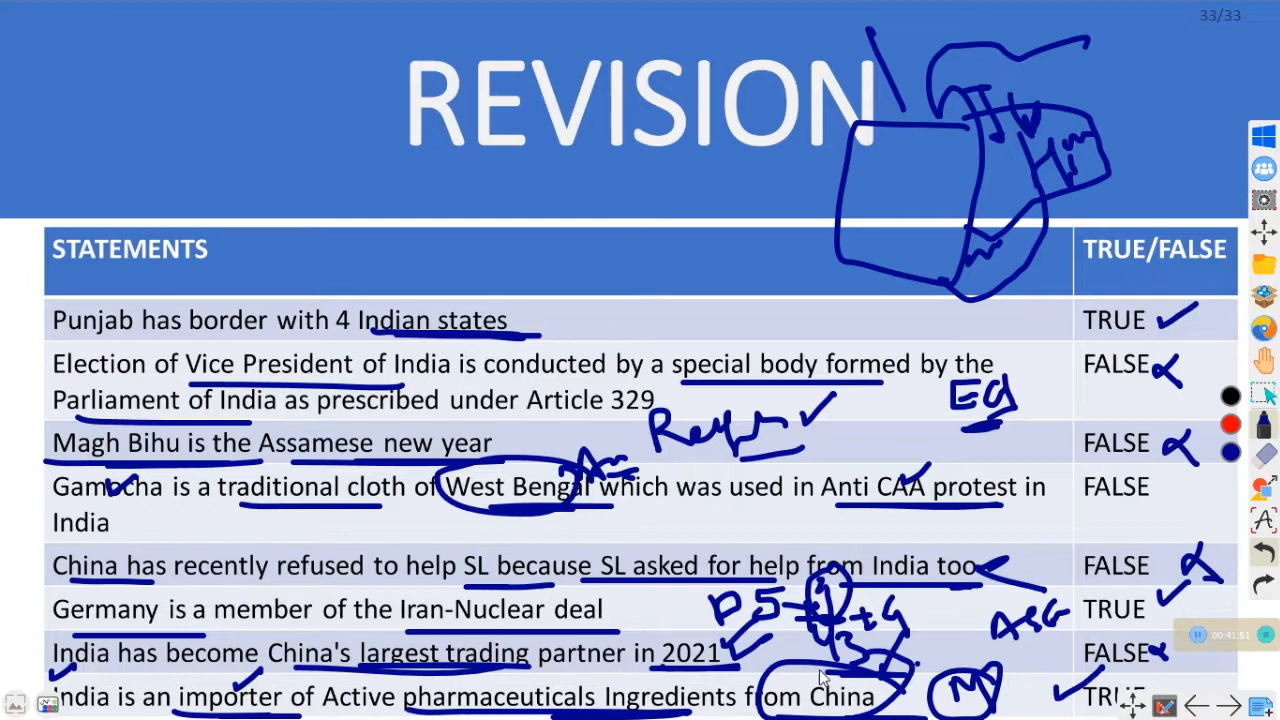 33/33
REVISION
STATEMENTS TRUE/FALSE
Punjab has border with 4 Indian states TRUE
Election of Vice President of India is conducted by a special body formed by the FALSE
Parliament of India as prescribed under Article 329
EG
Magh Bihu is the Assamese new year FALSE
Gamocha is a traditional cloth of West Bengal which was used in Anti CAA protest in FALSE
India
China has recently refused to help SL because SL asked for help from India too FALSE
Germany is a member of the Iran-Nuclear deal TRUE
P5
India has become China's largest trading partner in 2021 FALSE
00:41:51
India is an importer of Active pharmaceuticals Ingredients from China